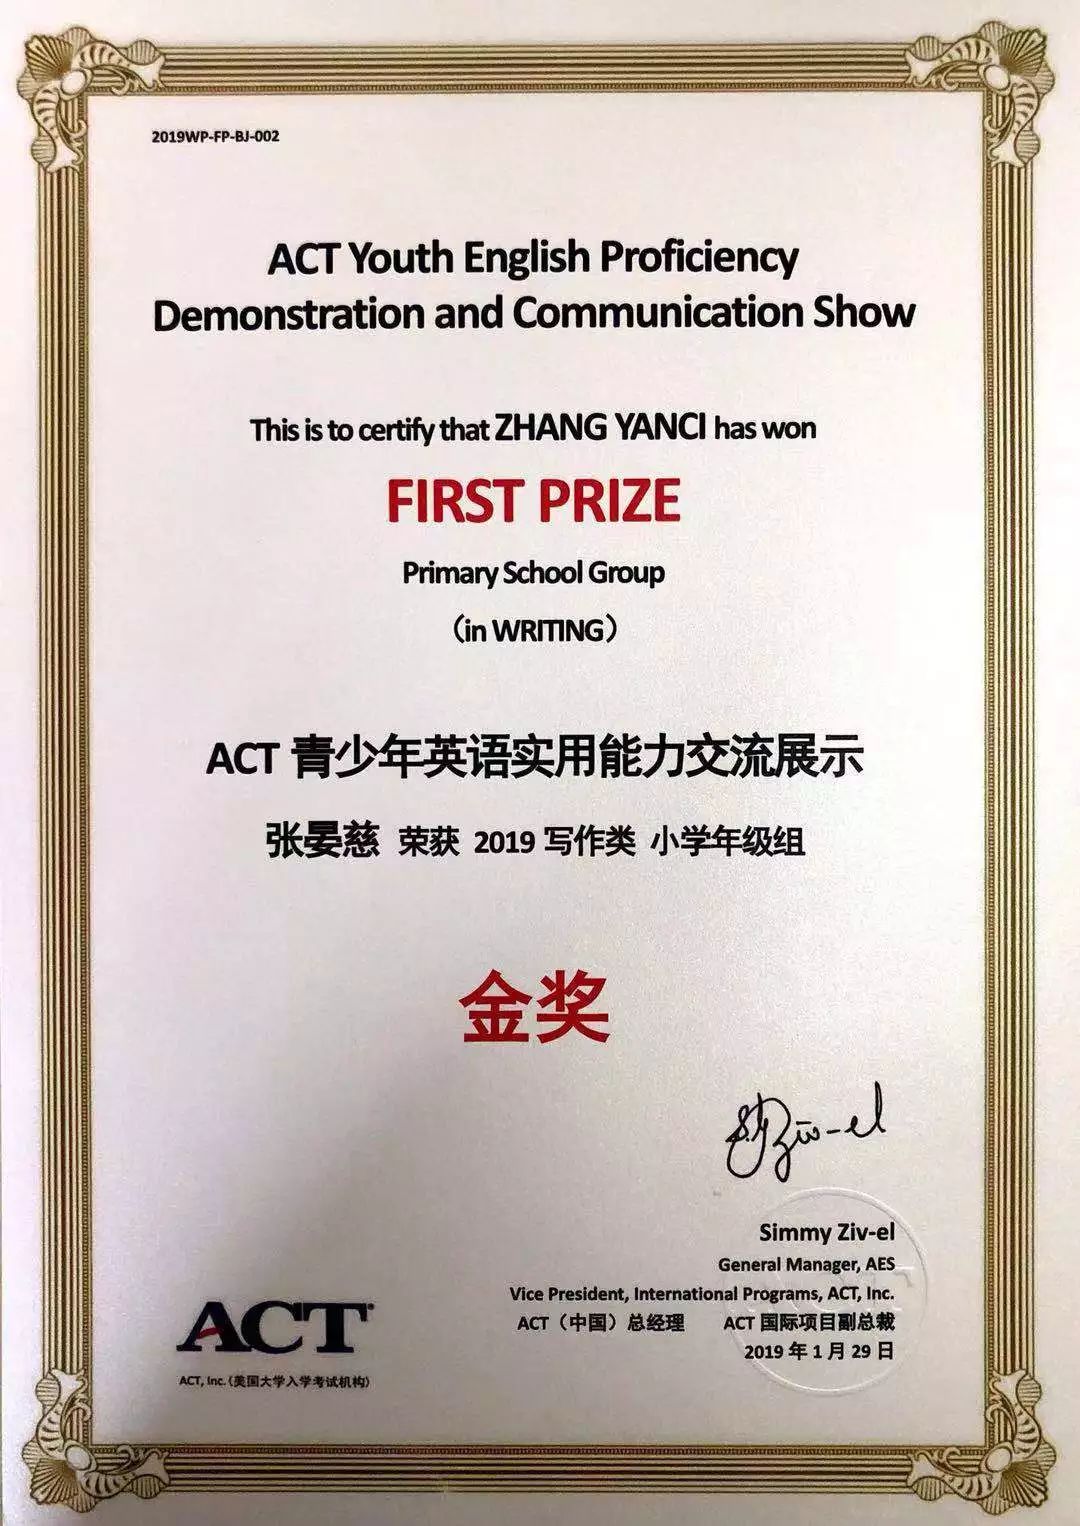 2019WP-FP-BJ-002
ACT Youth English Proficiency
Demonstration and Communication Show
This is to certify that ZHANG YANCI has won
FIRST PRIZE
Primary School Group
（in WRITING）
ACT 青少年英语实用能力交流展示
张晏慈 荣获 2019 写作类 小学年级组
金奖
Ziv-el
Simmy Ziv-el
General Manager, AES
Vice President, International Programs, ACT, Inc.
ACT（中国）总经理 ACT 国际项目副总裁
2019 年 1 月 29 日
ACT®
ACT, Inc. (美国大学入学考试机构)